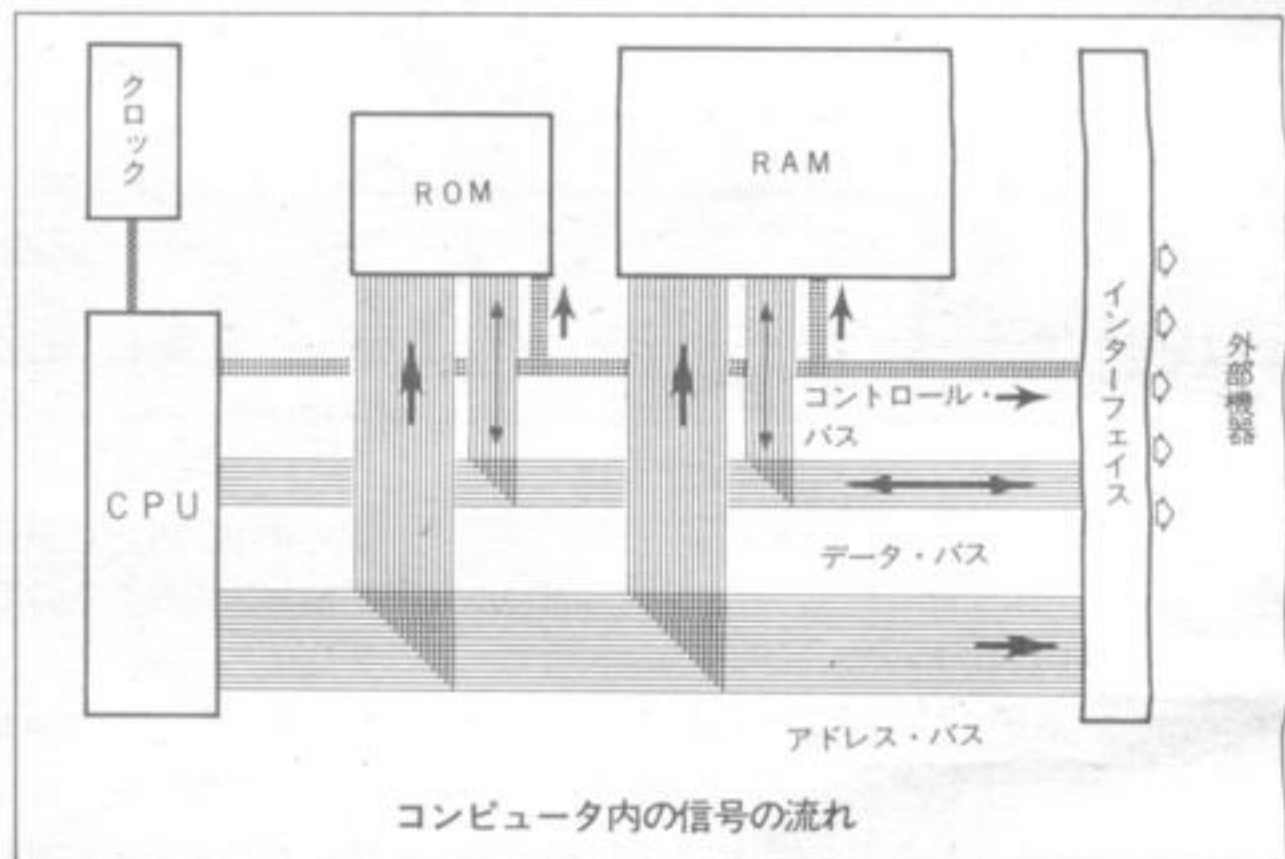 クロック
ROM
RAM
CPU
コントロール・
バス
データ・バス
アドレス・バス
インターフェイス
外部機器
コンピュータ内の信号の流れ